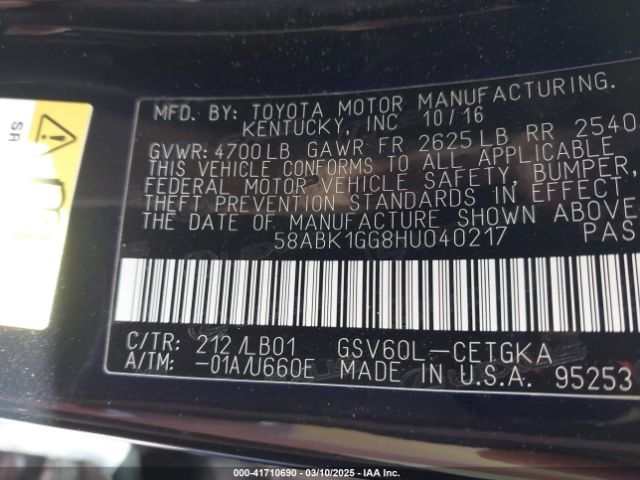 MFD. BY: TOYOTA MOTOR MANUFACTURING.
KENTUCKY, INC 10/16
GVWR: 4700LB GAWR FR 2625LB RR 2540
THIS VEHICLE CONFORMS TO ALL APPLICABLE
FEDERAL MOTOR VEHICLE SAFETY, BUMPER,
THEFT PREVENTION STANDARDS IN EFFECT
THE DATE OF MANUFACTURE SHOWN ABOVE
58ABK1GG8HU040217 PAS
C/TR: 212 /LB01 GSV60L-CETGKA
A/TM: -01A/U660E MADE IN U.S.A. 95253
SR
000-41710690 — 03/10/2025 — IAA Inc.